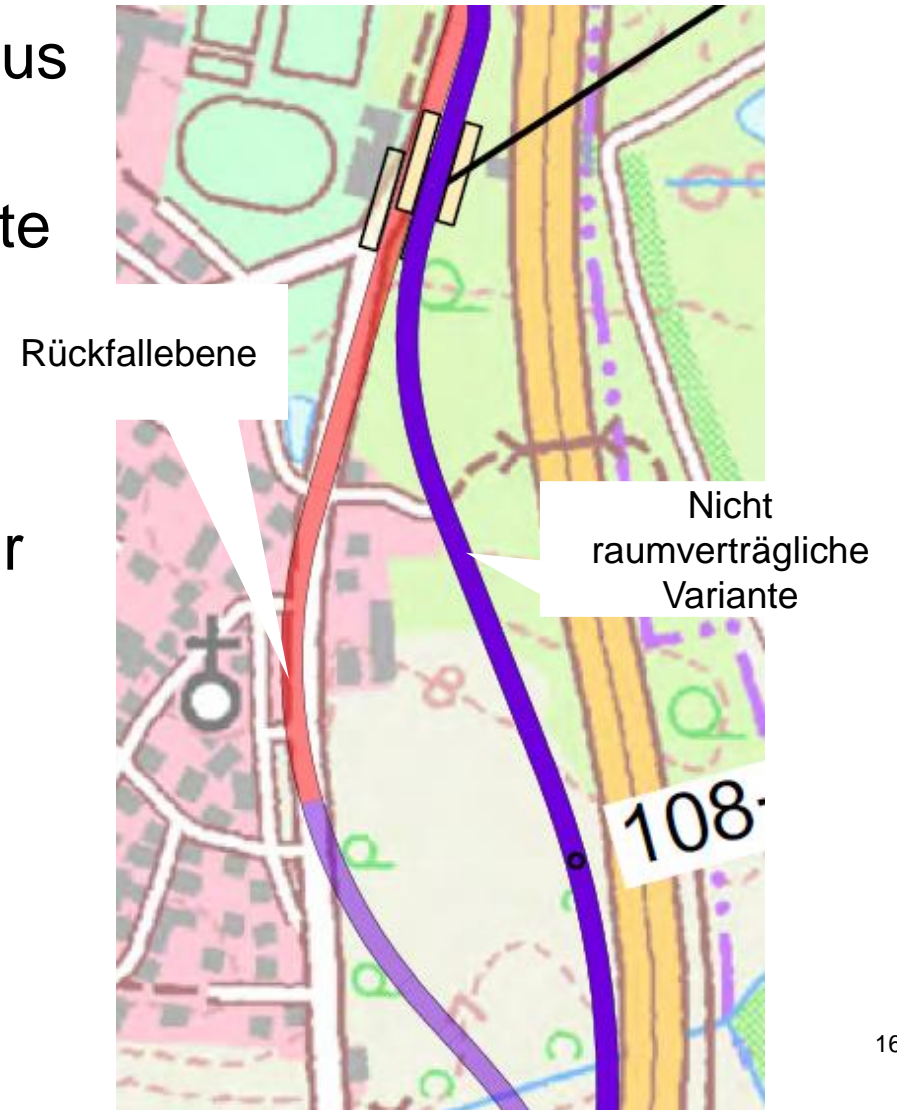 us
te
Rückfallebene
r
Nicht
raumverträgliche
Variante
108+
16